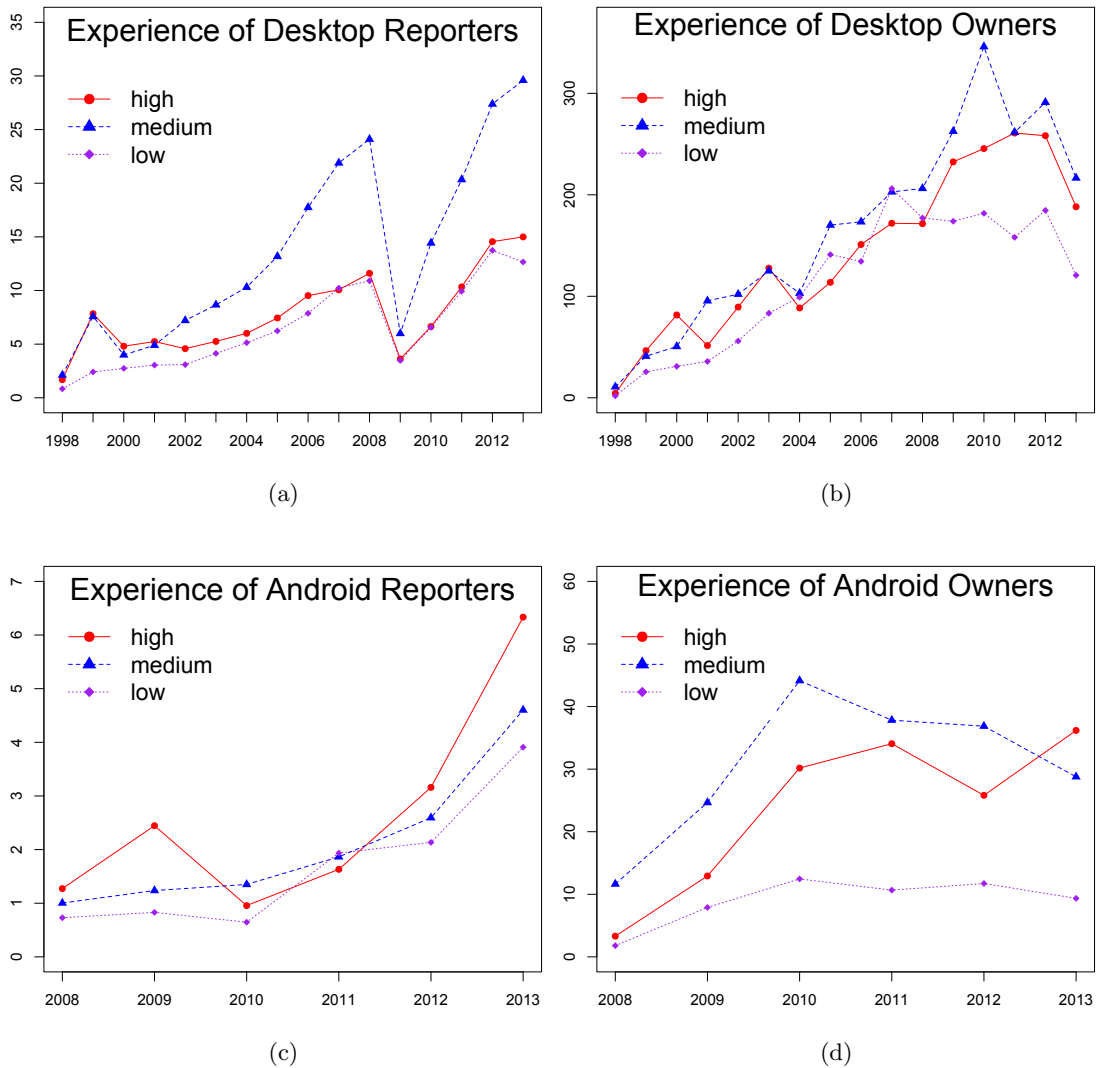 Experience of Desktop Reporters
high
medium
low
0 5 10 15 20 25 30 35
1998 2000 2002 2004 2006 2008 2010 2012
(a)
Experience of Desktop Owners
high
medium
low
0 100 200 300
1998 2000 2002 2004 2006 2008 2010 2012
(b)
Experience of Android Reporters
high
medium
low
0 1 2 3 4 5 6 7
2008 2009 2010 2011 2012 2013
(c)
Experience of Android Owners
high
medium
low
0 10 20 30 40 50 60
2008 2009 2010 2011 2012 2013
(d)